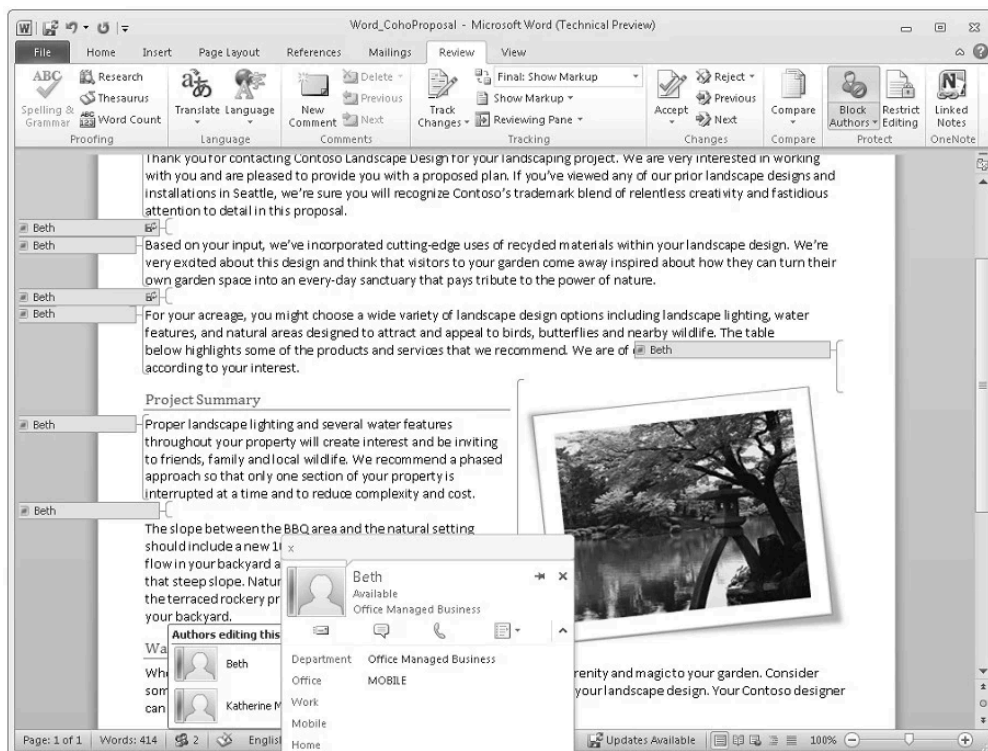 Word_CohoProposal - Microsoft Word (Technical Preview)
File Home Insert Page Layout References Mailings Review View
ABC Spelling & Grammar
Research
Thesaurus
ABC 123 Word Count
Proofing
Translate Language
Language
New Comment
Delete
Previous
Next
Comments
Track Changes
Final: Show Markup
Show Markup
Reviewing Pane
Tracking
Accept
Reject
Previous
Next
Changes
Compare
Compare
Block Authors
Restrict Editing
Protect
Linked Notes
OneNote
Thank you for contacting Contoso Landscape Design for your landscaping project. We are very interested in working
with you and are pleased to provide you with a proposed plan. If you've viewed any of our prior landscape designs and
installations in Seattle, we're sure you will recognize Contoso's trademark blend of relentless creativity and fastidious
attention to detail in this proposal.
Beth
Beth
Based on your input, we've incorporated cutting-edge uses of recycled materials within your landscape design. We're
very excited about this design and think that visitors to your garden come away inspired about how they can turn their
own garden space into an every-day sanctuary that pays tribute to the power of nature.
Beth
Beth
For your acreage, you might choose a wide variety of landscape design options including landscape lighting, water
features, and natural areas designed to attract and appeal to birds, butterflies and nearby wildlife. The table
below highlights some of the products and services that we recommend. We are of
Beth
according to your interest.
Project Summary
Beth
Proper landscape lighting and several water features
throughout your property will create interest and be inviting
to friends, family and local wildlife. We recommend a phased
approach so that only one section of your property is
interrupted at a time and to reduce complexity and cost.
Beth
The slope between the BBQ area and the natural setting
should include a new 10
flow in your backyard a
that steep slope. Natur
the terraced rockery pr
your backyard.
Authors editing this
Beth
Katherine M
x
Beth
Available
Office Managed Business
Department Office Managed Business
Office MOBILE
Work
Mobile
Home
Wa
Whe
som
can
renity and magic to your garden. Consider
your landscape design. Your Contoso designer
Page: 1 of 1 Words: 414 2 Englis Updates Available 100%